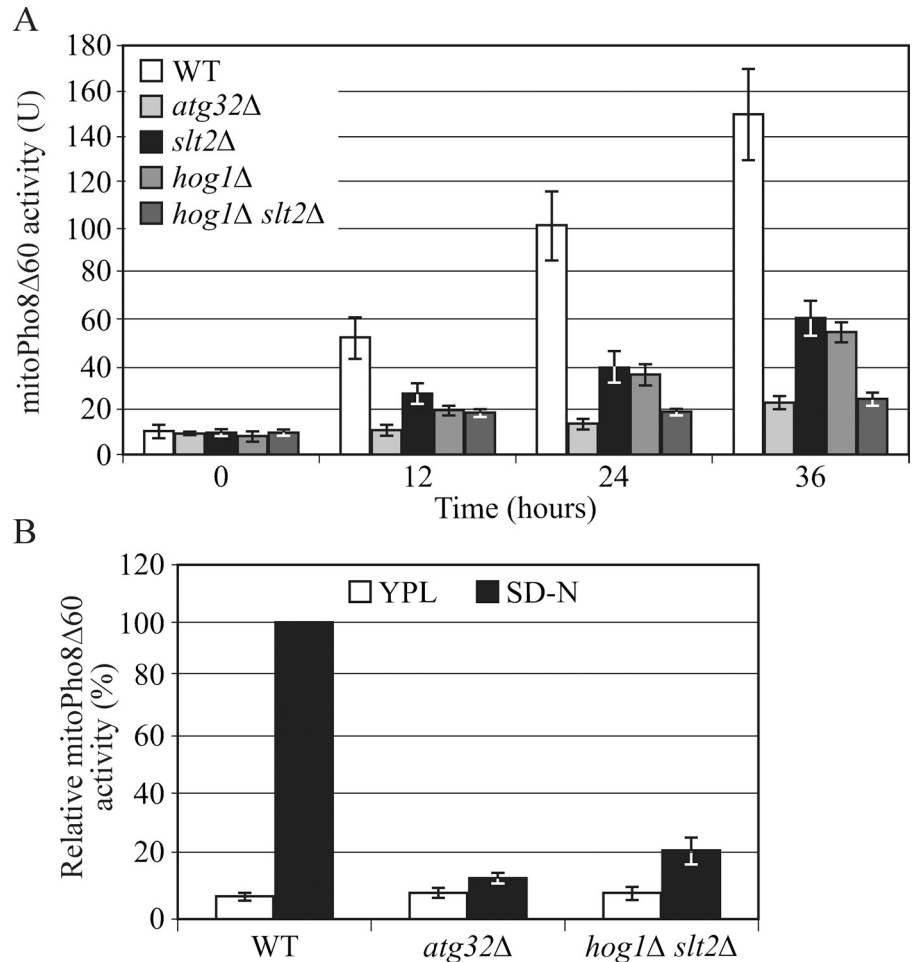 A
mitoPho8Δ60 activity (U)
180
160
140
120
100
80
60
40
20
0
WT
atg32Δ
slt2Δ
hog1Δ
hog1Δ slt2Δ
0 12 24 36
Time (hours)
B
Relative mitoPho8Δ60
activity (%)
120
100
80
60
40
20
0
YPL SD-N
WT atg32Δ hog1Δ slt2Δ